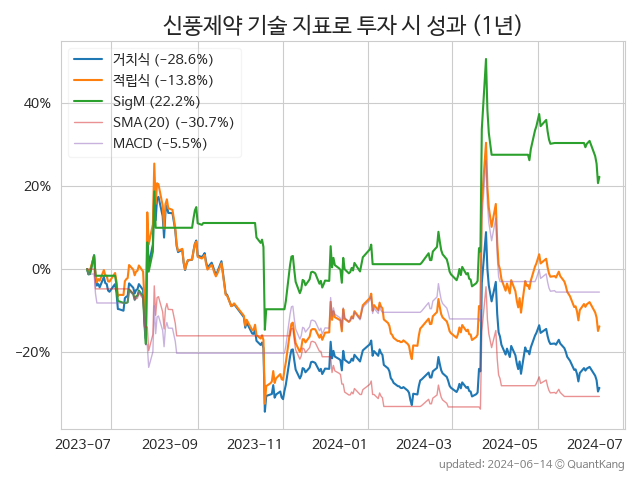 신풍제약 기술 지표로 투자 시 성과 (1년)
거치식 (−28.6%)
적립식 (−13.8%)
SigM (22.2%)
SMA(20) (−30.7%)
MACD (−5.5%)
40%
20%
0%
−20%
2023-07 2023-09 2023-11 2024-01 2024-03 2024-05 2024-07
updated: 2024-06-14 © QuantKang